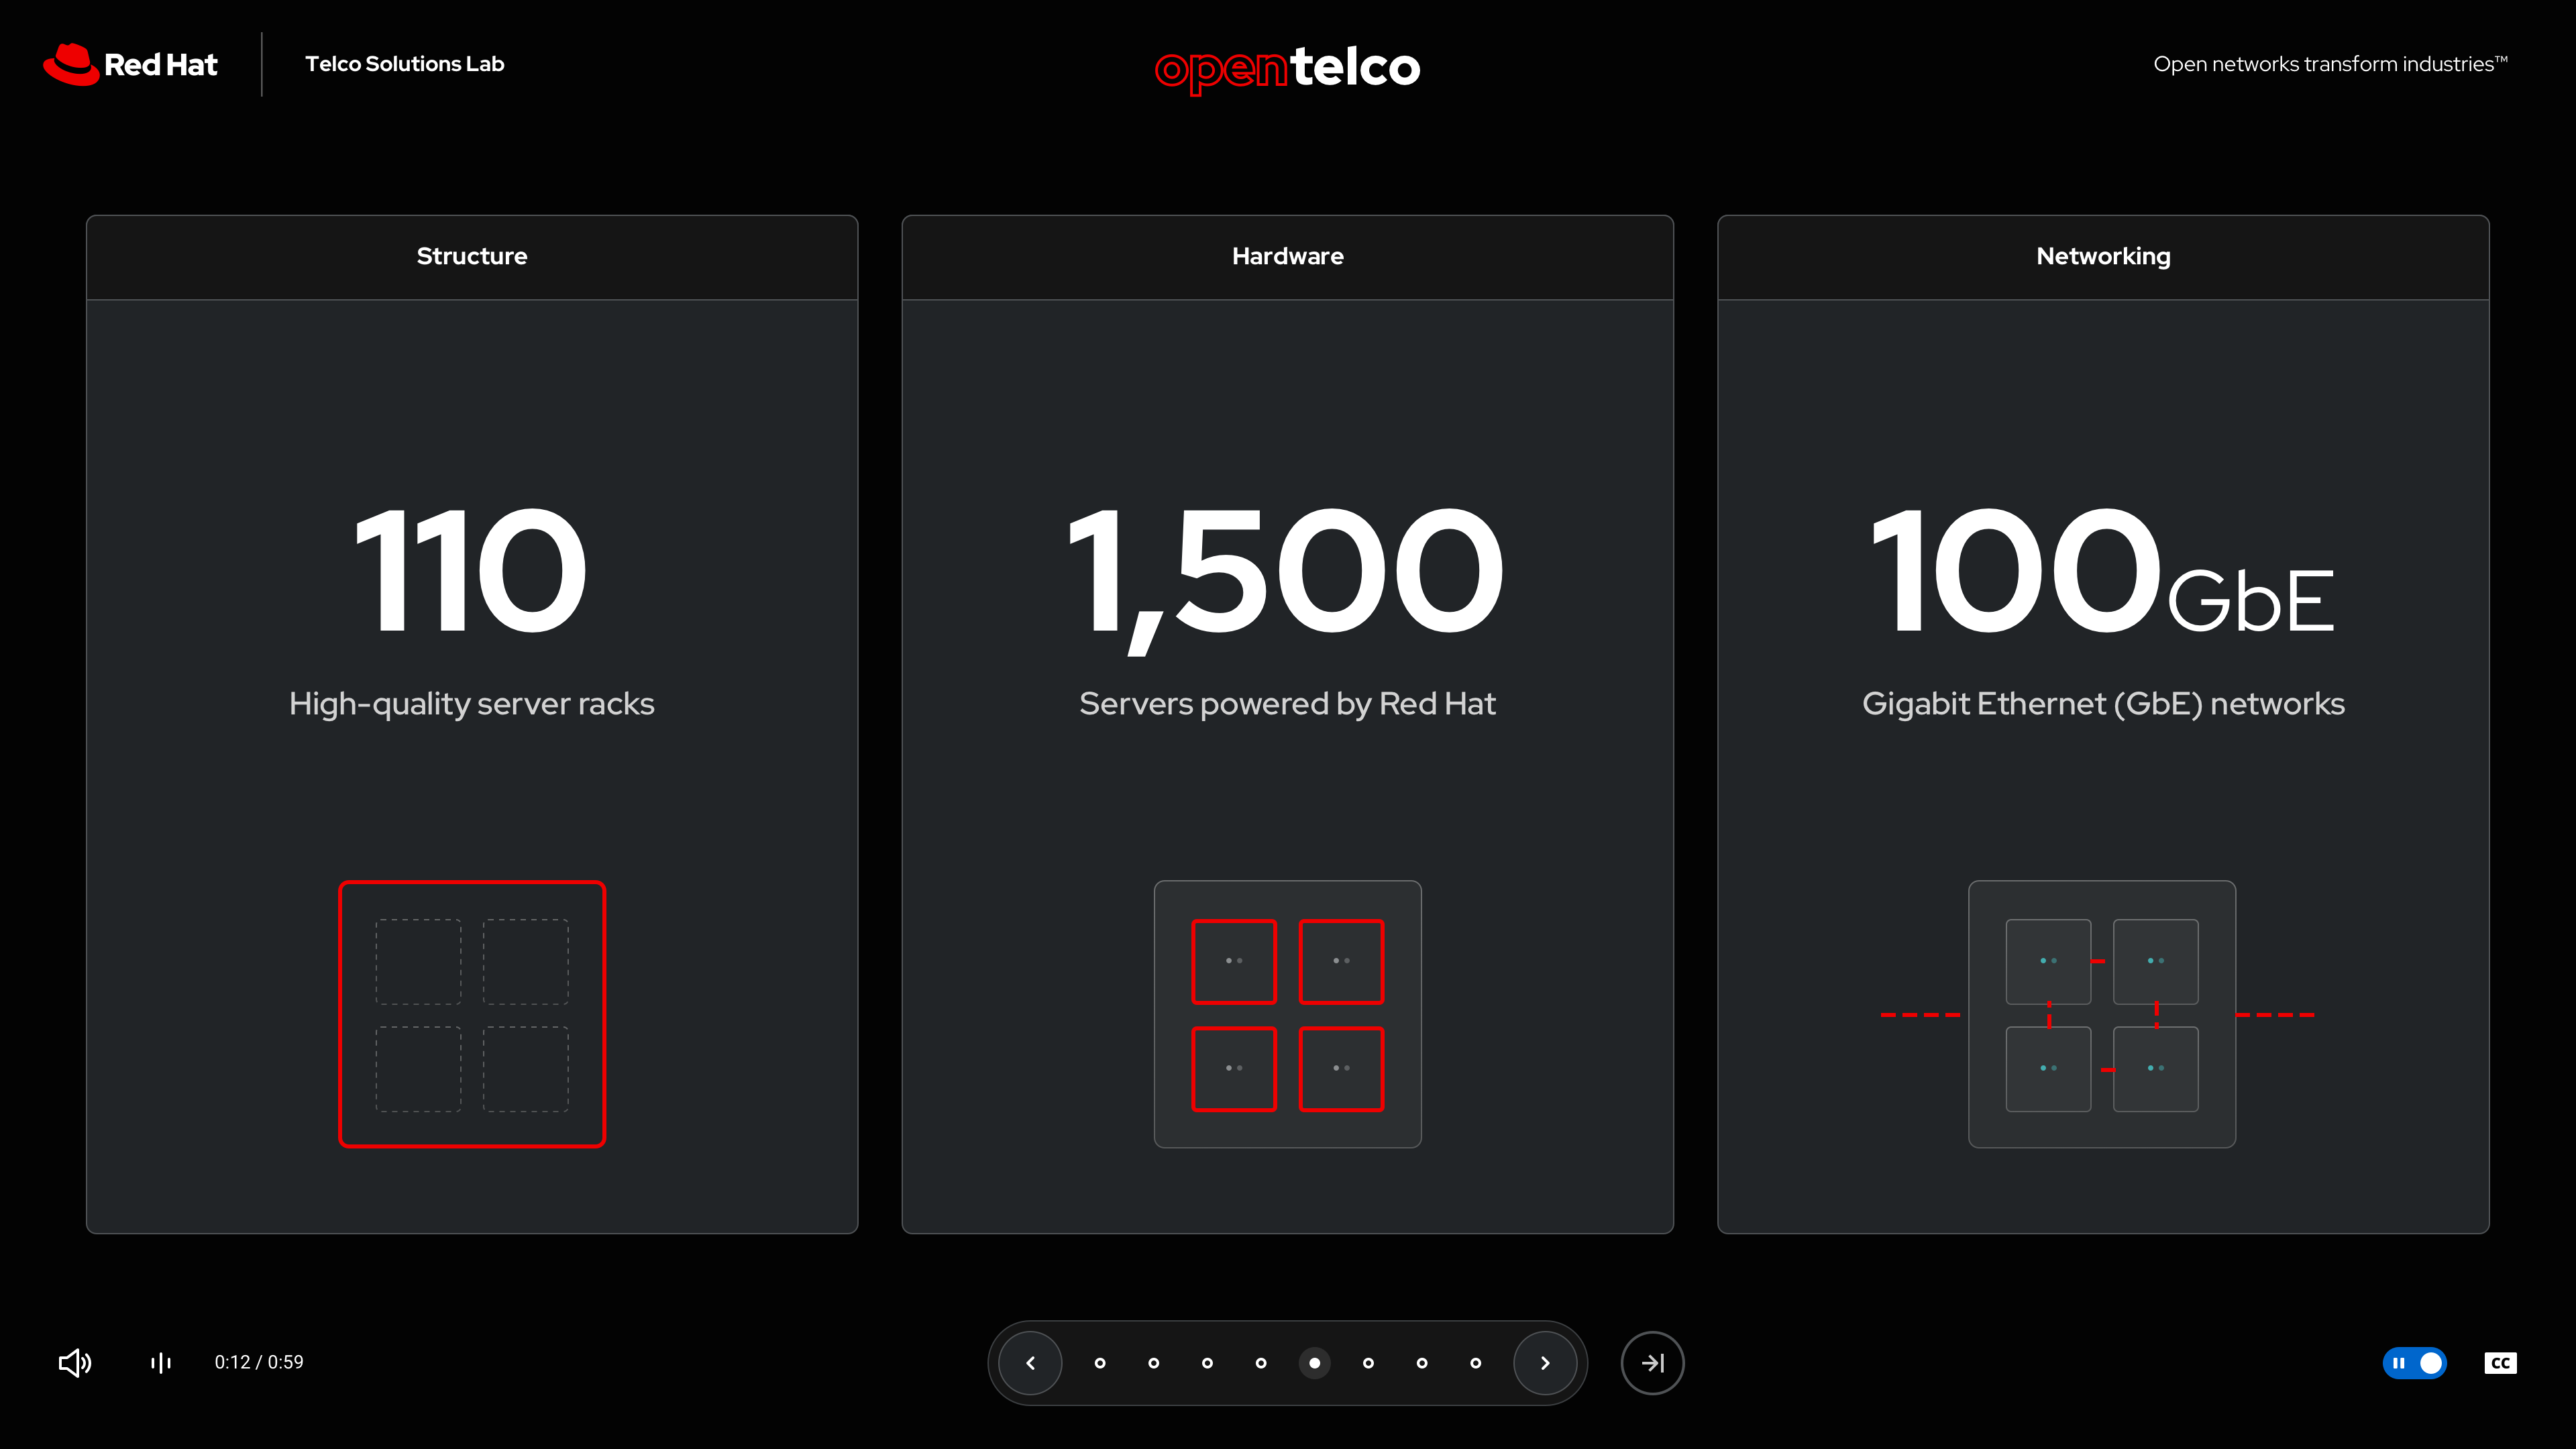 Red Hat
Telco Solutions Lab
opentelco
Open networks transform industries™
Structure
110
High-quality server racks
Hardware
1,500
Servers powered by Red Hat
Networking
100GbE
Gigabit Ethernet (GbE) networks
0:12 / 0:59
CC